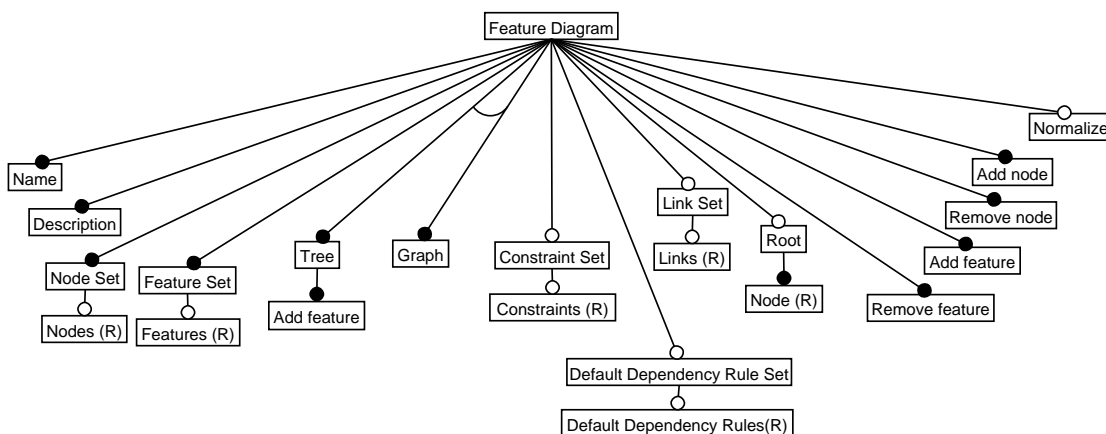 Feature Diagram
Normalize
Name
Add node
Description
Link Set
Remove node
Root
Tree
Graph
Constraint Set
Links (R)
Add feature
Node Set
Feature Set
Node (R)
Remove feature
Add feature
Constraints (R)
Nodes (R)
Features (R)
Default Dependency Rule Set
Default Dependency Rules(R)